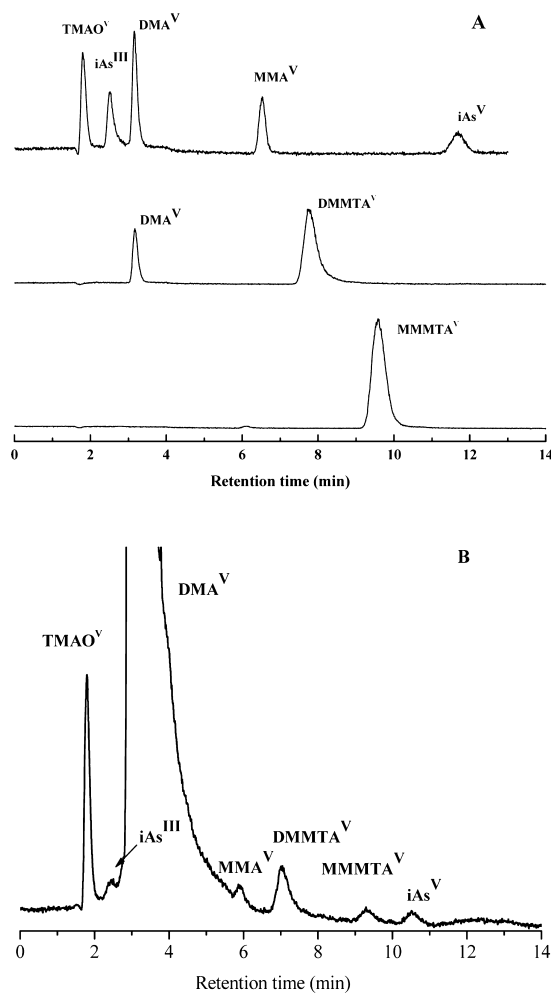 A
TMAOⱽ
iAsᴵᴵᴵ
DMAⱽ
MMAⱽ
iAsⱽ
DMAⱽ
DMMTAⱽ
MMMTAⱽ
0 2 4 6 8 10 12 14
Retention time (min)
B
DMAⱽ
TMAOⱽ
iAsᴵᴵᴵ
MMAⱽ
DMMTAⱽ
MMMTAⱽ
iAsⱽ
0 2 4 6 8 10 12 14
Retention time (min)